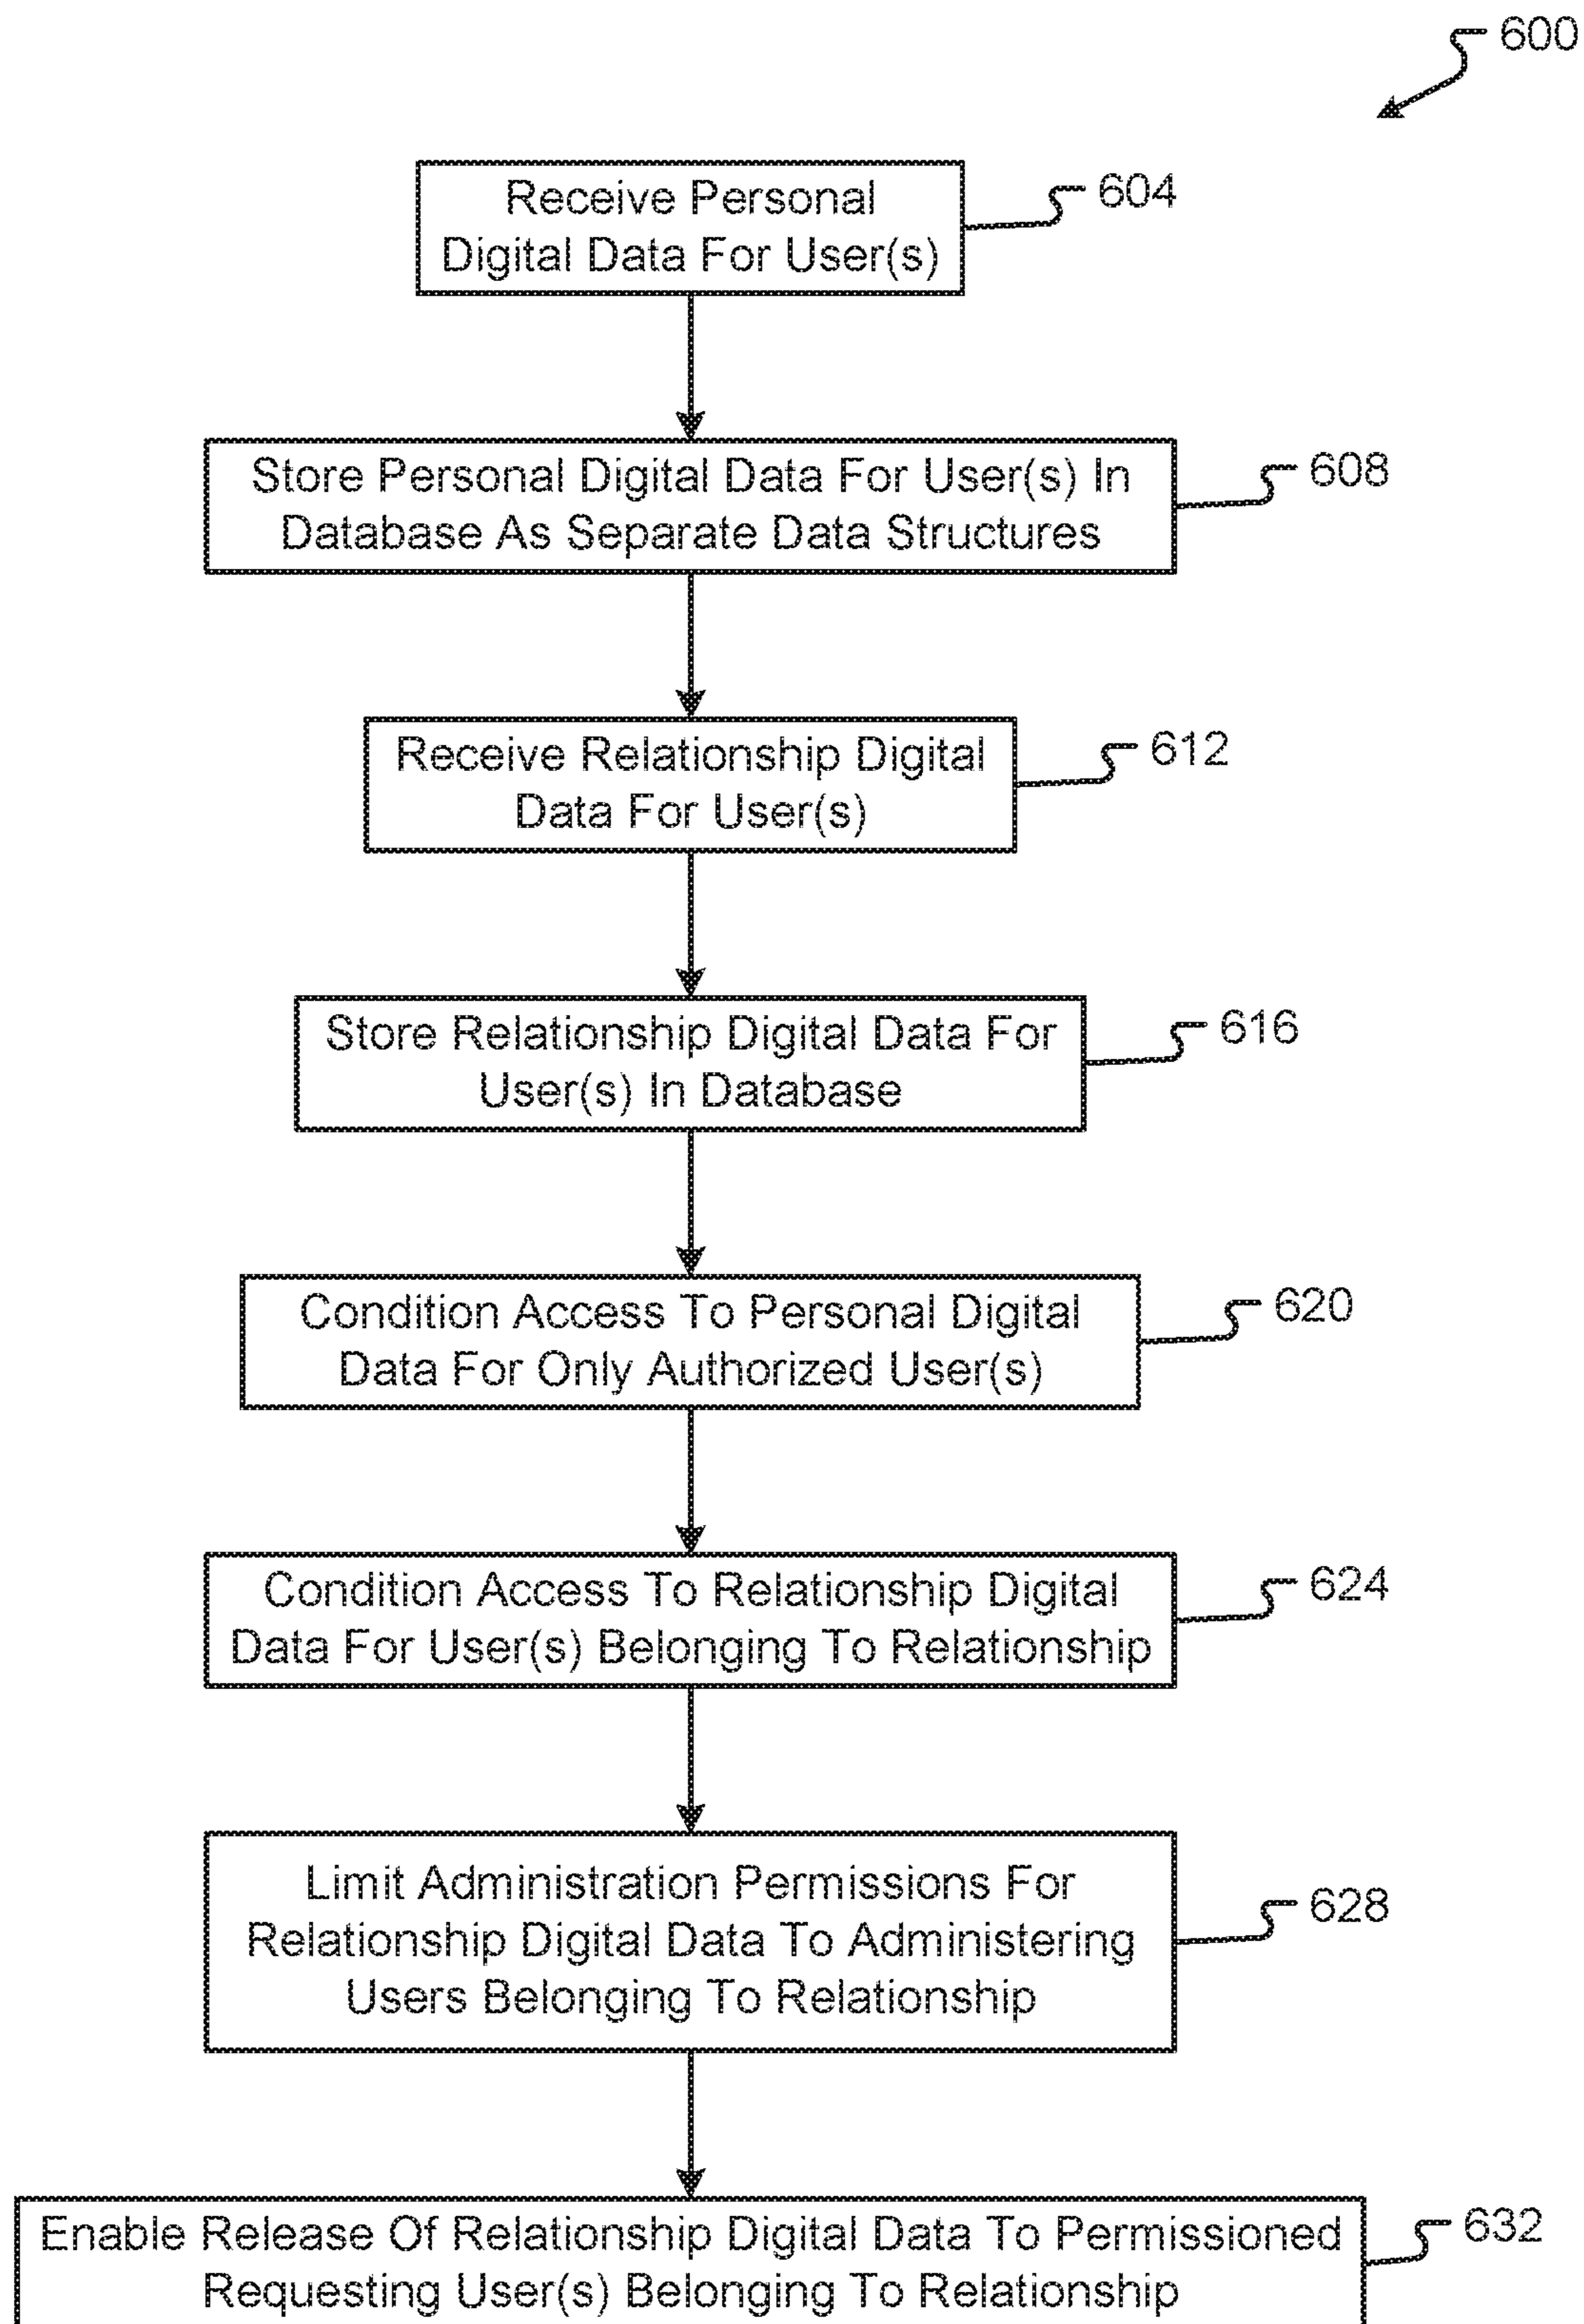 600
Receive Personal
Digital Data For User(s)
604
Store Personal Digital Data For User(s) In
Database As Separate Data Structures
608
Receive Relationship Digital
Data For User(s)
612
Store Relationship Digital Data For
User(s) In Database
616
Condition Access To Personal Digital
Data For Only Authorized User(s)
620
Condition Access To Relationship Digital
Data For User(s) Belonging To Relationship
624
Limit Administration Permissions For
Relationship Digital Data To Administering
Users Belonging To Relationship
628
Enable Release Of Relationship Digital Data To Permissioned
Requesting User(s) Belonging To Relationship
632